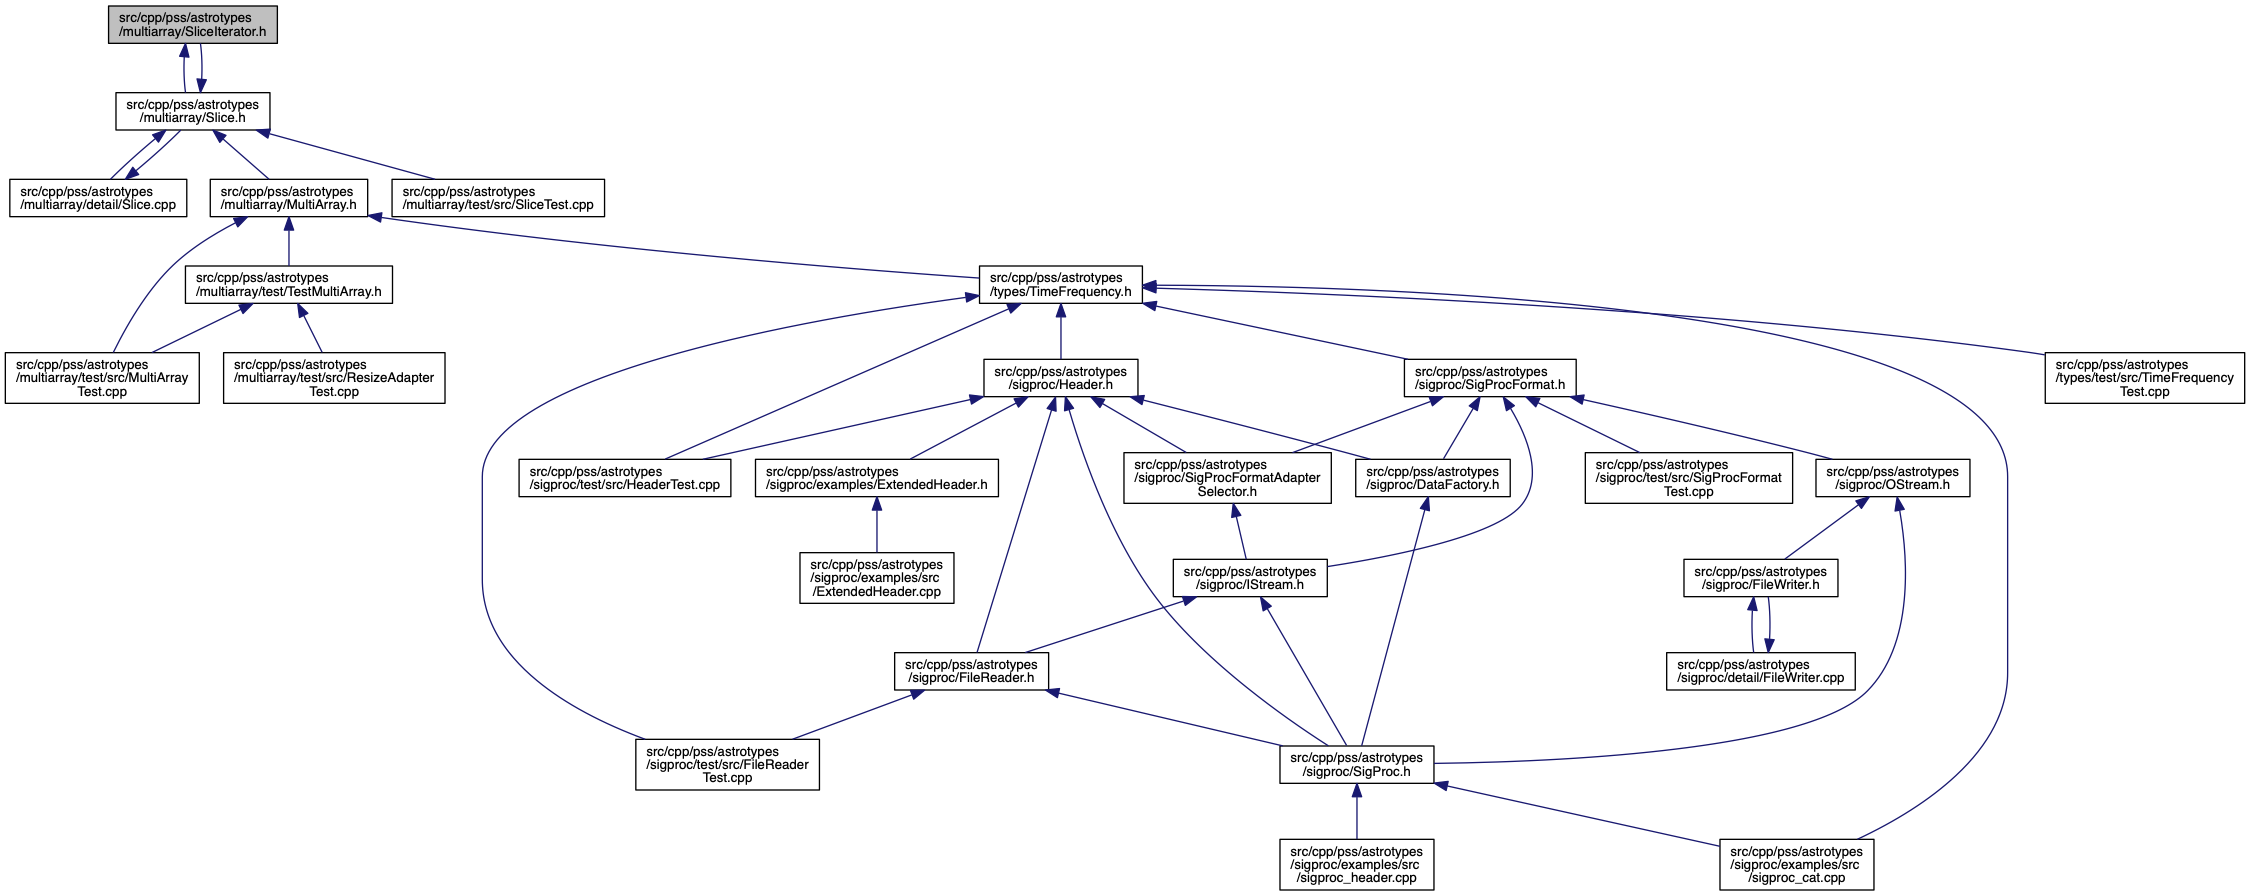 src/cpp/pss/astrotypes
/multiarray/SliceIterator.h
src/cpp/pss/astrotypes
/multiarray/Slice.h
src/cpp/pss/astrotypes
/multiarray/detail/Slice.cpp
src/cpp/pss/astrotypes
/multiarray/MultiArray.h
src/cpp/pss/astrotypes
/multiarray/test/src/SliceTest.cpp
src/cpp/pss/astrotypes
/multiarray/test/TestMultiArray.h
src/cpp/pss/astrotypes
/types/TimeFrequency.h
src/cpp/pss/astrotypes
/multiarray/test/src/MultiArray
Test.cpp
src/cpp/pss/astrotypes
/multiarray/test/src/ResizeAdapter
Test.cpp
src/cpp/pss/astrotypes
/sigproc/Header.h
src/cpp/pss/astrotypes
/sigproc/SigProcFormat.h
src/cpp/pss/astrotypes
/types/test/src/TimeFrequency
Test.cpp
src/cpp/pss/astrotypes
/sigproc/test/src/HeaderTest.cpp
src/cpp/pss/astrotypes
/sigproc/examples/ExtendedHeader.h
src/cpp/pss/astrotypes
/sigproc/SigProcFormatAdapter
Selector.h
src/cpp/pss/astrotypes
/sigproc/DataFactory.h
src/cpp/pss/astrotypes
/sigproc/test/src/SigProcFormat
Test.cpp
src/cpp/pss/astrotypes
/sigproc/OStream.h
src/cpp/pss/astrotypes
/sigproc/examples/src
/ExtendedHeader.cpp
src/cpp/pss/astrotypes
/sigproc/IStream.h
src/cpp/pss/astrotypes
/sigproc/FileWriter.h
src/cpp/pss/astrotypes
/sigproc/FileReader.h
src/cpp/pss/astrotypes
/sigproc/detail/FileWriter.cpp
src/cpp/pss/astrotypes
/sigproc/test/src/FileReader
Test.cpp
src/cpp/pss/astrotypes
/sigproc/SigProc.h
src/cpp/pss/astrotypes
/sigproc/examples/src
/sigproc_header.cpp
src/cpp/pss/astrotypes
/sigproc/examples/src
/sigproc_cat.cpp